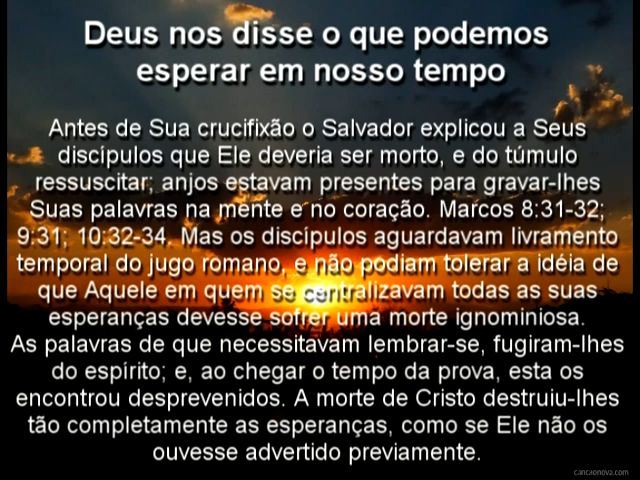 Deus nos disse o que podemos
esperar em nosso tempo
Antes de Sua crucifixão o Salvador explicou a Seus
discípulos que Ele deveria ser morto, e do túmulo
ressuscitar; anjos estavam presentes para gravar-lhes
Suas palavras na mente e no coração. Marcos 8:31-32;
9:31; 10:32-34. Mas os discípulos aguardavam livramento
temporal do jugo romano, e não podiam tolerar a idéia de
que Aquele em quem se centralizavam todas as suas
esperanças devesse sofrer uma morte ignominiosa.
As palavras de que necessitavam lembrar-se, fugiram-lhes
do espírito; e, ao chegar o tempo da prova, esta os
encontrou desprevenidos. A morte de Cristo destruiu-lhes
tão completamente as esperanças, como se Ele não os
ouvesse advertido previamente.
cancaonova.com